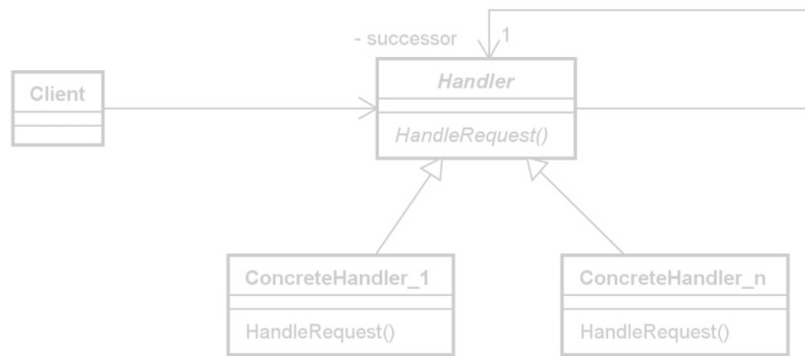 - successor 1
Client
Handler
HandleRequest()
ConcreteHandler_1
HandleRequest()
ConcreteHandler_n
HandleRequest()